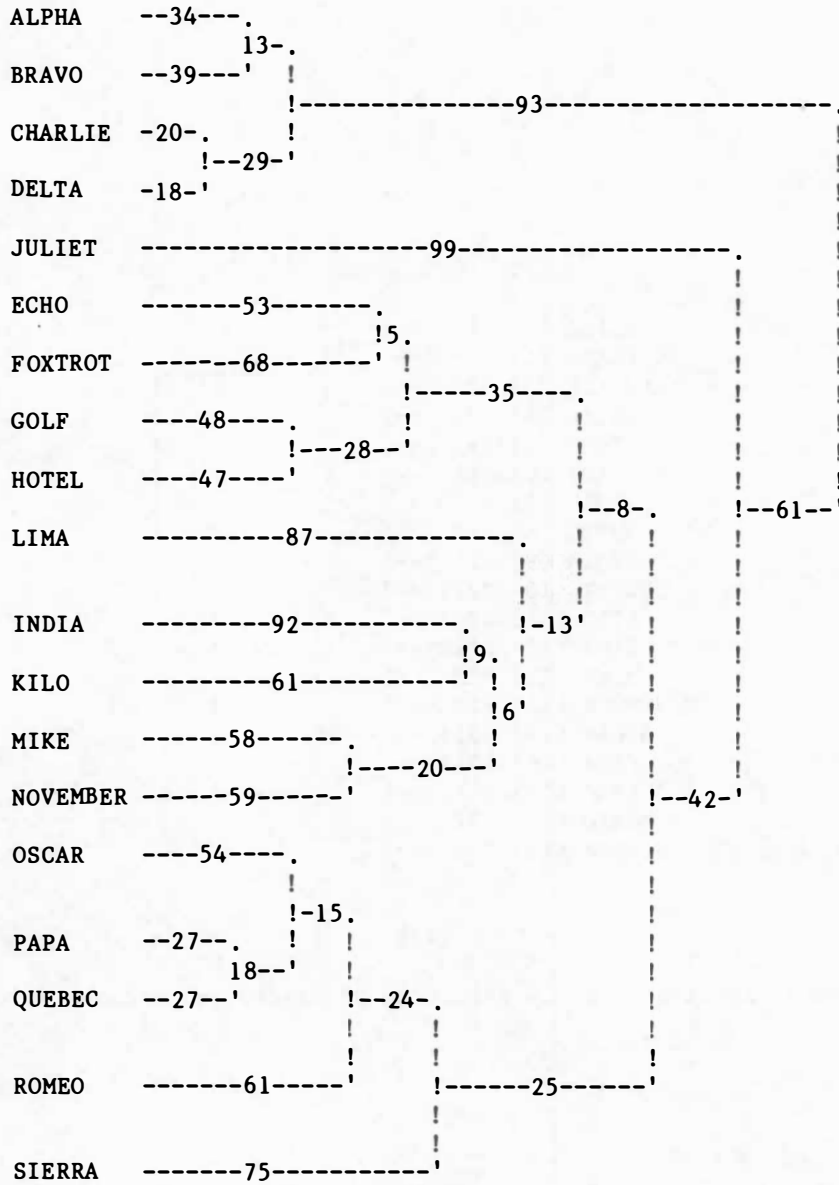 ALPHA --34---.
13-.
BRAVO --39---' !
!---------------93----------------------.
CHARLIE -20-. ! !
!--29-' !
DELTA -18-' !
!
JULIET --------------------99-------------------. !
! !
ECHO -------53-------. ! !
!5. ! !
FOXTROT -------68-------' ! ! !
!-----35----. ! !
GOLF ----48----. ! ! ! !
!---28--' ! ! !
HOTEL ----47----' ! ! !
!--8-. !--61--'
LIMA ----------87--------------. ! ! !
! ! ! !
INDIA ---------92----------. !-13' ! !
!9. ! ! !
KILO ---------61----------' ! ! ! !
!6' ! !
MIKE ------58------. ! ! !
!----20---' ! !
NOVEMBER ------59------' !--42-'
!
OSCAR ----54----. !
! !
!-15. !
PAPA --27--. ! ! !
18--' ! !
QUEBEC --27--' !--24-. !
! ! !
! ! !
ROMEO -------61-----' !------25------'
!
!
SIERRA -------75-----------'